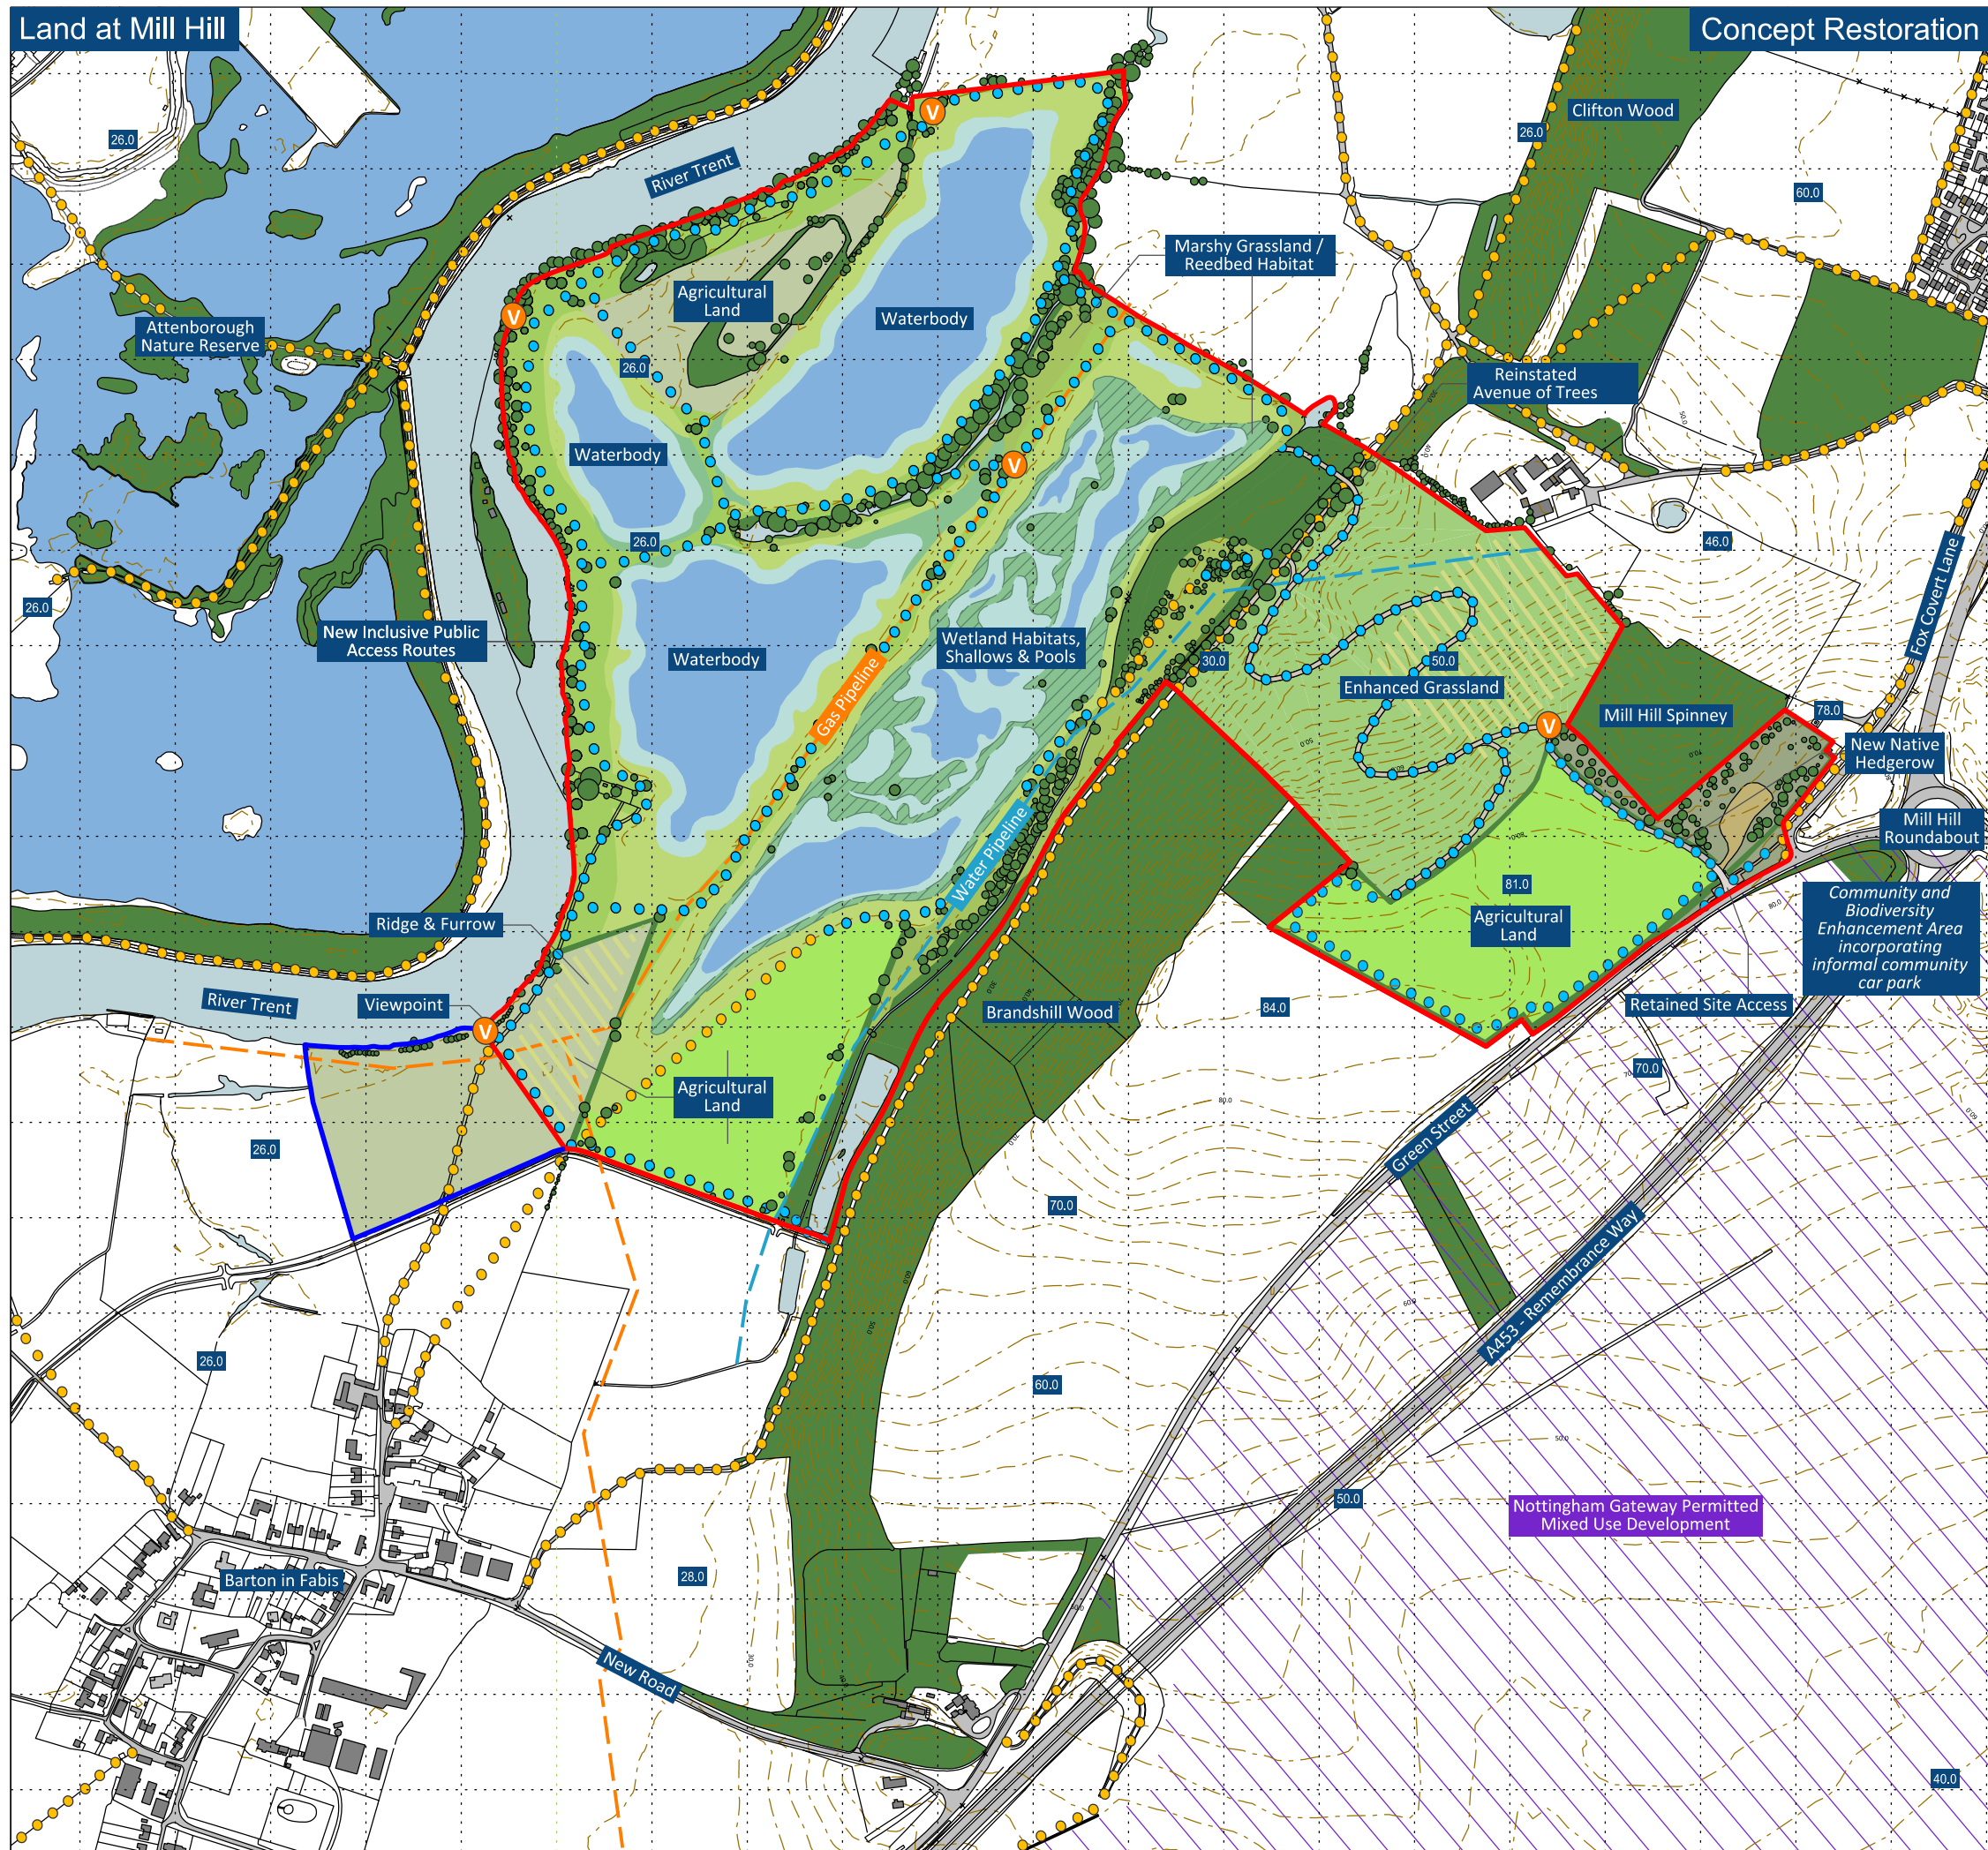 Land at Mill Hill
Concept Restoration
Clifton Wood
26.0
26.0
60.0
River Trent
V
Marshy Grassland /
Reedbed Habitat
Agricultural
Land
Waterbody
V
Attenborough
Nature Reserve
26.0
Reinstated
Avenue of Trees
Waterbody
V
26.0
46.0
Fox Covert Lane
26.0
New Inclusive Public
Access Routes
Waterbody
Wetland Habitats,
Shallows & Pools
30.0
50.0
Enhanced Grassland
Gas Pipeline
Mill Hill Spinney
78.0
V
New Native
Hedgerow
Mill Hill
Roundabout
Water Pipeline
81.0
Agricultural
Land
Community and
Biodiversity
Enhancement Area
incorporating
informal community
car park
Ridge & Furrow
River Trent
Viewpoint
V
Brandshill Wood
84.0
Retained Site Access
70.0
Agricultural
Land
26.0
Green Street
70.0
A453 - Remembrance Way
26.0
60.0
50.0
Nottingham Gateway Permitted
Mixed Use Development
Barton in Fabis
28.0
New Road
40.0